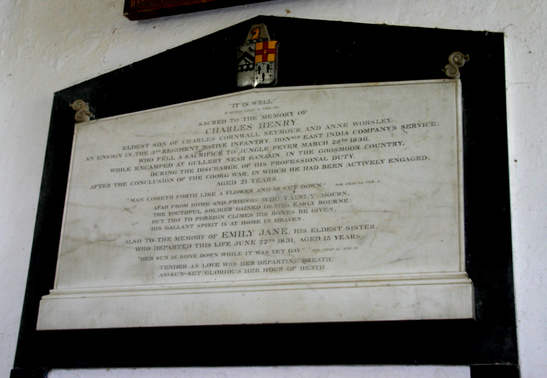 "IT IS WELL"
SACRED TO THE MEMORY OF
CHARLES HENRY
ELDEST SON OF CHARLES CORNWALL SEYMOUR AND ANNE WORSLEY,
AN ENSIGN IN THE REGIMENT NATIVE INFANTRY, HONBLE EAST INDIA COMPANY'S SERVICE,
WHO FELL A SACRIFICE TO JUNGLE FEVER MARCH 28TH 1836,
WHILE ENCAMPED AT GULLERY NEAR GANJAM, IN THE GOOMSOOR COUNTRY,
DURING THE DISCHARGE OF HIS PROFESSIONAL DUTY,
AFTER THE CONCLUSION OF THE COORG WAR, IN WHICH HE HAD BEEN ACTIVELY ENGAGED.
AGED 21 YEARS.
"MAN COMETH FORTH LIKE A FLOWER AND IS CUT DOWN."
AFAR FROM HOME AND FRIENDS WHO VAINLY MOURN,
THE YOUTHFUL SOLDIER GAINED DEATH'S EARLY BOURNE
BUT THO' TO FOREIGN CLIMES HIS BONES BE GIVEN
HIS GALLANT SPIRIT IS AT HOME IN HEAVEN.
ALSO TO THE MEMORY OF EMILY JANE, HIS ELDEST SISTER,
WHO DEPARTED THIS LIFE JUNE 22ND 1831, AGED 15 YEARS.
"HER SUN IS GONE DOWN WHILE IT WAS YET DAY."
TENDER AS LOVE WAS HER DEPARTING BREATH,
AS SUN-SET GLORIOUS HER HOUR OF DEATH